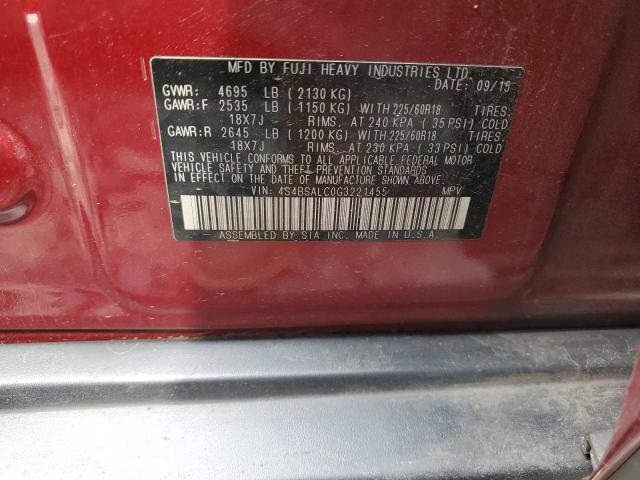 MFD BY FUJI HEAVY INDUSTRIES LTD.
DATE: 09/15
GVWR: 4695 LB ( 2130 KG)
GAWR:F 2535 LB ( 1150 KG) WITH 225/60R18 TIRES,
18X7J RIMS, AT 240 KPA ( 35 PSI) COLD
GAWR:R 2645 LB ( 1200 KG) WITH 225/60R18 TIRES,
18X7J RIMS, AT 230 KPA ( 33 PSI) COLD
THIS VEHICLE CONFORMS TO ALL APPLICABLE FEDERAL MOTOR
VEHICLE SAFETY AND THEFT PREVENTION STANDARDS
IN EFFECT ON THE DATE OF MANUFACTURE SHOWN ABOVE.
VIN: 4S4BSALC0G3221455 MPV
ASSEMBLED BY SIA INC. MADE IN U.S.A.